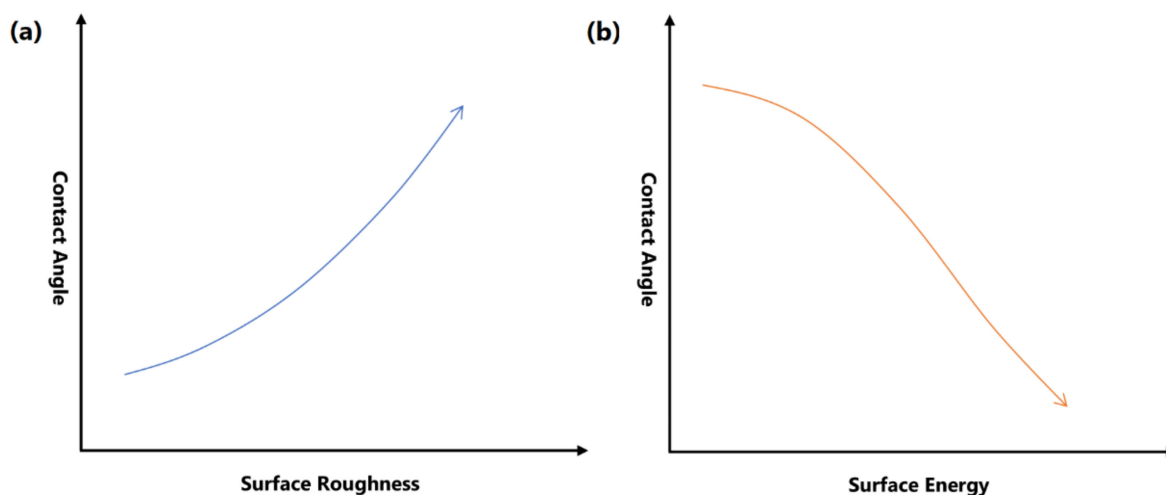 (a)
Contact Angle
Surface Roughness
(b)
Contact Angle
Surface Energy